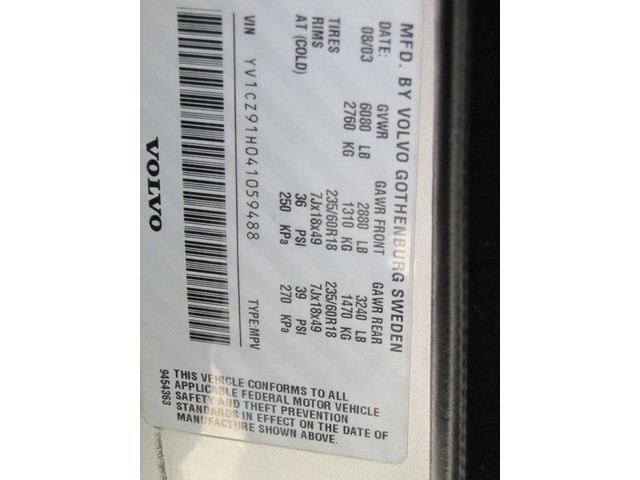 MFD. BY VOLVO GOTHENBURG SWEDEN
DATE: GVWR GAWR FRONT GAWR REAR
08/03 6080 LB 2880 LB 3240 LB
2760 KG 1310 KG 1470 KG
TIRES 235/60R18 235/60R18
RIMS 7Jx18x49 7Jx18x49
AT (COLD) 36 PSI 39 PSI
250 KPa 270 KPa
VIN YV1CZ91H041059488 TYPE:MPV
VOLVO
THIS VEHICLE CONFORMS TO ALL
APPLICABLE FEDERAL MOTOR VEHICLE
SAFETY AND THEFT PREVENTION
STANDARDS IN EFFECT ON THE DATE OF
MANUFACTURE SHOWN ABOVE.
9454363